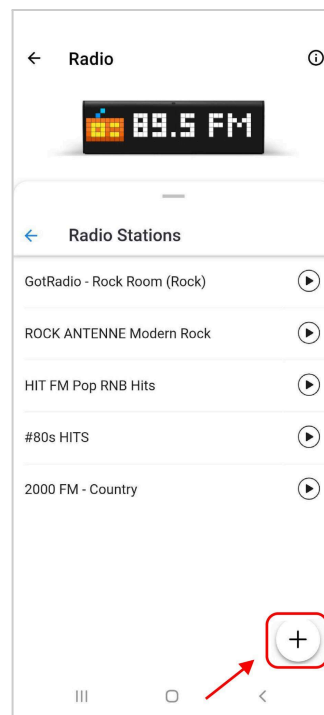 Radio
89.5 FM
Radio Stations
GotRadio - Rock Room (Rock)
ROCK ANTENNE Modern Rock
HIT FM Pop RNB Hits
#80s HITS
2000 FM - Country